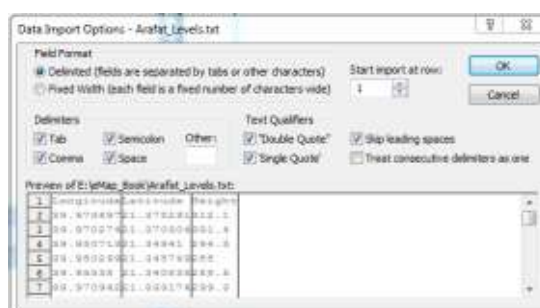 Data Import Options - Arafat_Levels.txt
Field Format
Delimited (fields are separated by tabs or other characters)
Fixed Width (each field is a fixed number of characters wide)
Start import at row:
1
OK
Cancel
Delimiters
Tab
Semicolon
Other:
Comma
Space
Text Qualifiers
"Double Quote"
'Single Quote'
Skip leading spaces
Treat consecutive delimiters as one
Preview of E:\eMap_Book\Arafat_Levels.txt:
1 Longitude Latitude Height
2
3
4
5
6
7